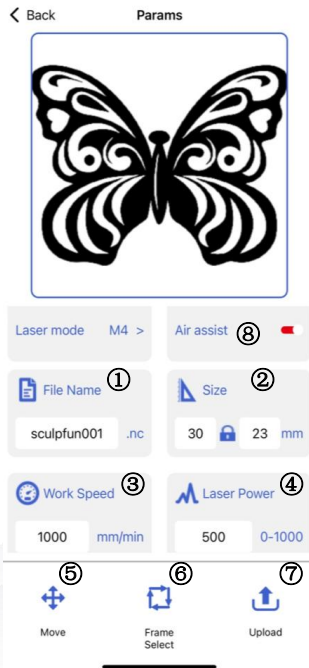 Back Params
Laser mode M4 > Air assist ⑧
File Name ① Size ②
sculpfun001 .nc 30 23 mm
Work Speed ③ Laser Power ④
1000 mm/min 500 0-1000
⑤ ⑥ ⑦
Move Frame Upload
Select